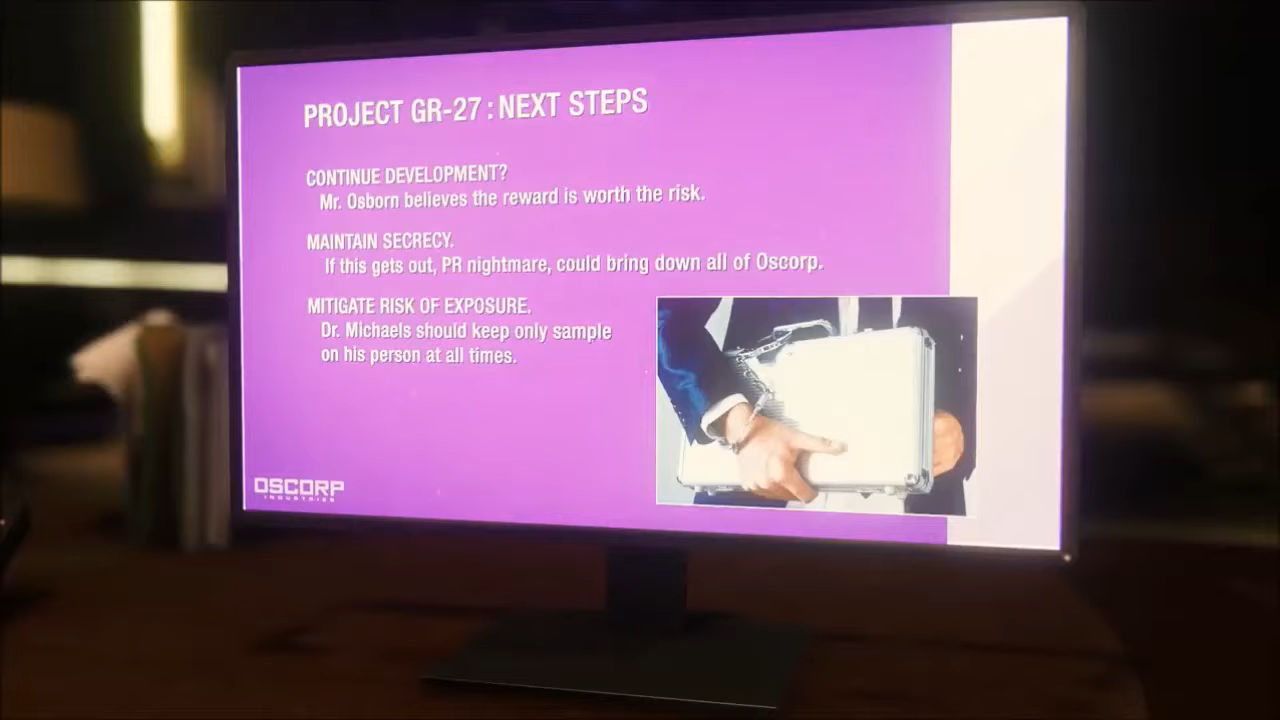 PROJECT GR-27 : NEXT STEPS
CONTINUE DEVELOPMENT?
Mr. Osborn believes the reward is worth the risk.
MAINTAIN SECRECY.
If this gets out, PR nightmare, could bring down all of Oscorp.
MITIGATE RISK OF EXPOSURE.
Dr. Michaels should keep only sample
on his person at all times.
OSCORP
INDUSTRIES